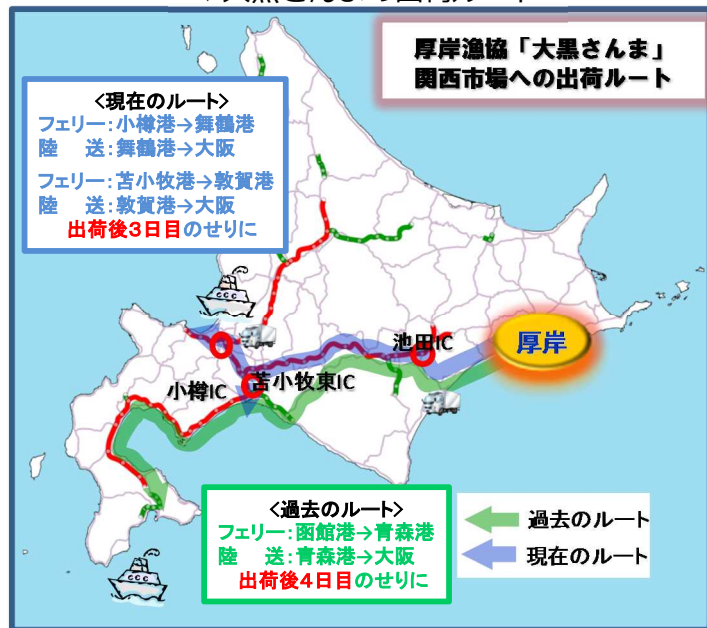 厚岸漁協「大黒さんま」
関西市場への出荷ルート
<現在のルート>
フェリー：小樽港→舞鶴港
陸　送：舞鶴港→大阪
フェリー：苫小牧港→敦賀港
陸　送：敦賀港→大阪
出荷後3日目のせりに
池田IC
厚岸
小樽IC
苫小牧東IC
<過去のルート>
フェリー：函館港→青森港
陸　送：青森港→大阪
出荷後4日目のせりに
過去のルート
現在のルート